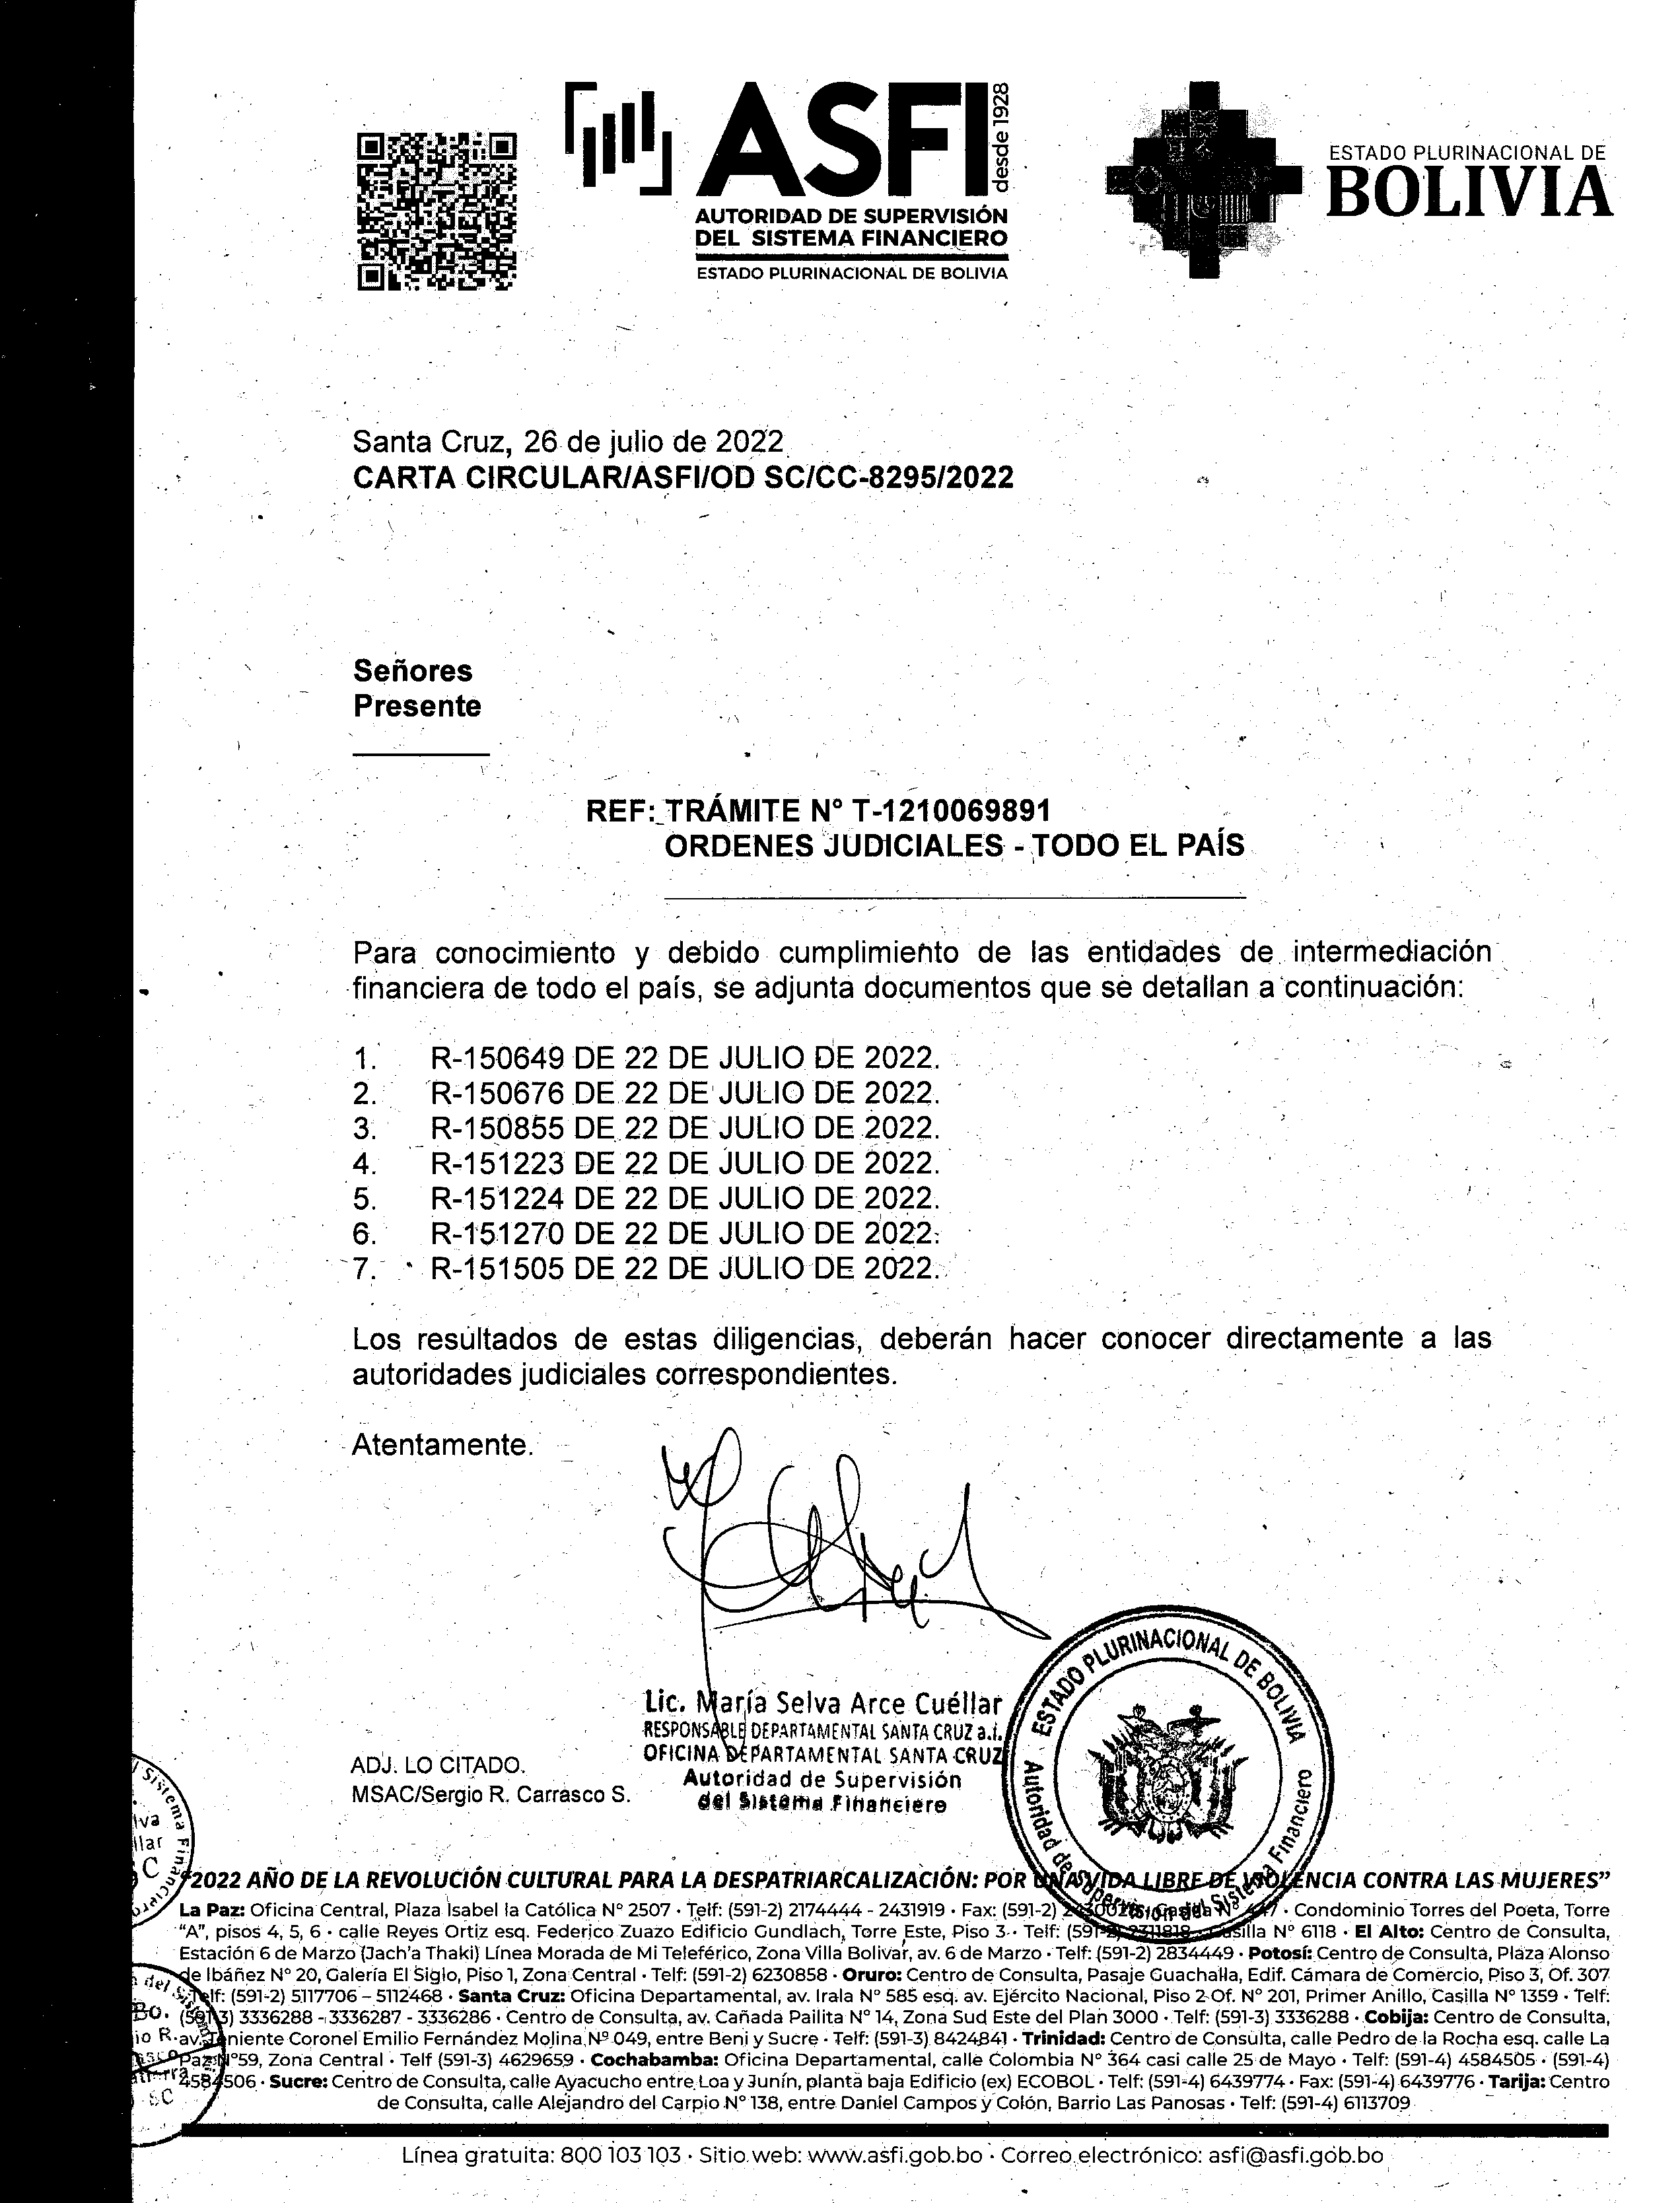 ASFI
desde 1928
AUTORIDAD DE SUPERVISIÓN
DEL SISTEMA FINANCIERO
ESTADO PLURINACIONAL DE BOLIVIA
ESTADO PLURINACIONAL DE
BOLIVIA
Santa Cruz, 26 de julio de 2022
CARTA CIRCULAR/ASFI/OD SC/CC-8295/2022
Señores
Presente
REF: TRÁMITE N° T-1210069891
ORDENES JUDICIALES - TODO EL PAÍS
Para conocimiento y debido cumplimiento de las entidades de intermediación
financiera de todo el país, se adjunta documentos que se detallan a continuación:
1. R-150649 DE 22 DE JULIO DE 2022.
2. R-150676 DE 22 DE JULIO DE 2022.
3. R-150855 DE 22 DE JULIO DE 2022.
4. R-151223 DE 22 DE JULIO DE 2022.
5. R-151224 DE 22 DE JULIO DE 2022.
6. R-151270 DE 22 DE JULIO DE 2022.
7. R-151505 DE 22 DE JULIO DE 2022.
Los resultados de estas diligencias, deberán hacer conocer directamente a las
autoridades judiciales correspondientes.
Atentamente.
Lic. María Selva Arce Cuéllar
RESPONSABLE DEPARTAMENTAL SANTA CRUZ a.i.
OFICINA DEPARTAMENTAL SANTA CRUZ
Autoridad de Supervisión
del Sistema Financiero
ESTADO PLURINACIONAL DE BOLIVIA
Autoridad de Supervisión del Sistema Financiero
ADJ. LO CITADO.
MSAC/Sergio R. Carrasco S.
"2022 AÑO DE LA REVOLUCIÓN CULTURAL PARA LA DESPATRIARCALIZACIÓN: POR UNA VIDA LIBRE DE VIOLENCIA CONTRA LAS MUJERES"
La Paz: Oficina Central, Plaza Isabel la Católica N° 2507 · Telf: (591-2) 2174444 - 2431919 · Fax: (591-2) Casilla N° 447 · Condominio Torres del Poeta, Torre
"A", pisos 4, 5, 6 · calle Reyes Ortiz esq. Federico Zuazo Edificio Gundlach, Torre Este, Piso 3 · Telf: (591-2) 2311818 · Casilla N° 6118 · El Alto: Centro de Consulta,
Estación 6 de Marzo (Jach'a Thaki) Línea Morada de Mi Teleférico, Zona Villa Bolivar, av. 6 de Marzo · Telf: (591-2) 2834449 · Potosí: Centro de Consulta, Plaza Alonso
de Ibáñez N° 20, Galería El Siglo, Piso 1, Zona Central · Telf: (591-2) 6230858 · Oruro: Centro de Consulta, Pasaje Guachalla, Edif. Cámara de Comercio, Piso 3, Of. 307
Telf: (591-2) 5117706 – 5112468 · Santa Cruz: Oficina Departamental, av. Irala N° 585 esq. av. Ejército Nacional, Piso 2 Of. N° 201, Primer Anillo, Casilla N° 1359 · Telf:
(591-3) 3336288 - 3336287 - 3336286 · Centro de Consulta, av. Cañada Pailita N° 14, Zona Sud Este del Plan 3000 · Telf: (591-3) 3336288 · Cobija: Centro de Consulta,
av. Teniente Coronel Emilio Fernández Molina N° 049, entre Beni y Sucre · Telf: (591-3) 8424841 · Trinidad: Centro de Consulta, calle Pedro de la Rocha esq. calle La
Paz N°59, Zona Central · Telf (591-3) 4629659 · Cochabamba: Oficina Departamental, calle Colombia N° 364 casi calle 25 de Mayo · Telf: (591-4) 4584505 · (591-4)
4584506 · Sucre: Centro de Consulta, calle Ayacucho entre Loa y Junín, planta baja Edificio (ex) ECOBOL · Telf: (591-4) 6439774 · Fax: (591-4) 6439776 · Tarija: Centro
de Consulta, calle Alejandro del Carpio N° 138, entre Daniel Campos y Colón, Barrio Las Panosas · Telf: (591-4) 6113709
Línea gratuita: 800 103 103 · Sitio web: www.asfi.gob.bo · Correo electrónico: asfi@asfi.gob.bo